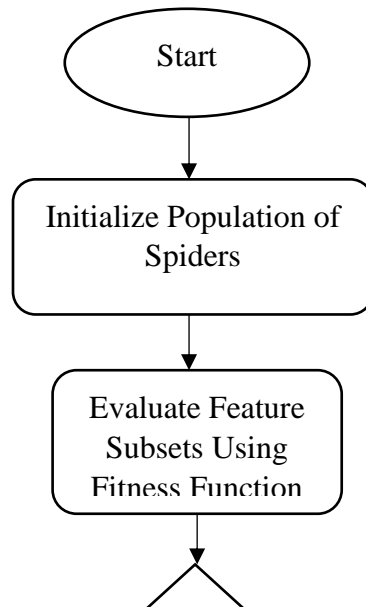 Start
Initialize Population of
Spiders
Evaluate Feature
Subsets Using
Fitness Function